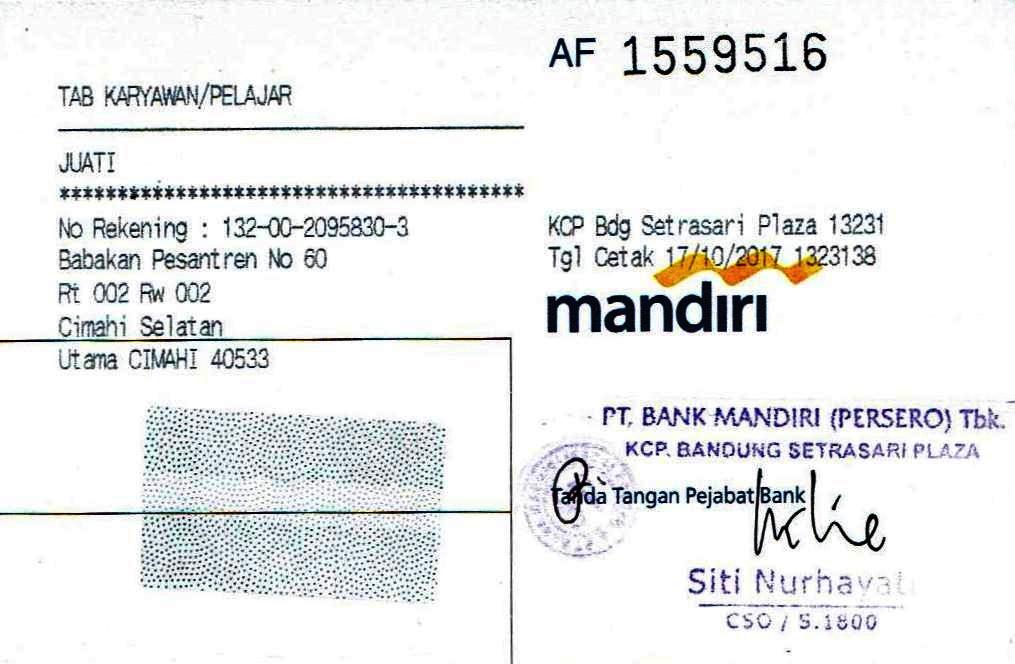 AF 1559516
TAB KARYAWAN/PELAJAR
JUATI
****************************************
No Rekening : 132-00-2095830-3
Babakan Pesantren No 60
Rt 002 Rw 002
Cimahi Selatan
Utama CIMAHI 40533
KCP Bdg Setrasari Plaza 13231
Tgl Cetak 17/10/2017 1323138
mandiri
PT. BANK MANDIRI (PERSERO) Tbk.
KCP. BANDUNG SETRASARI PLAZA
Tanda Tangan Pejabat Bank
Siti Nurhayati
CSO / S.1800